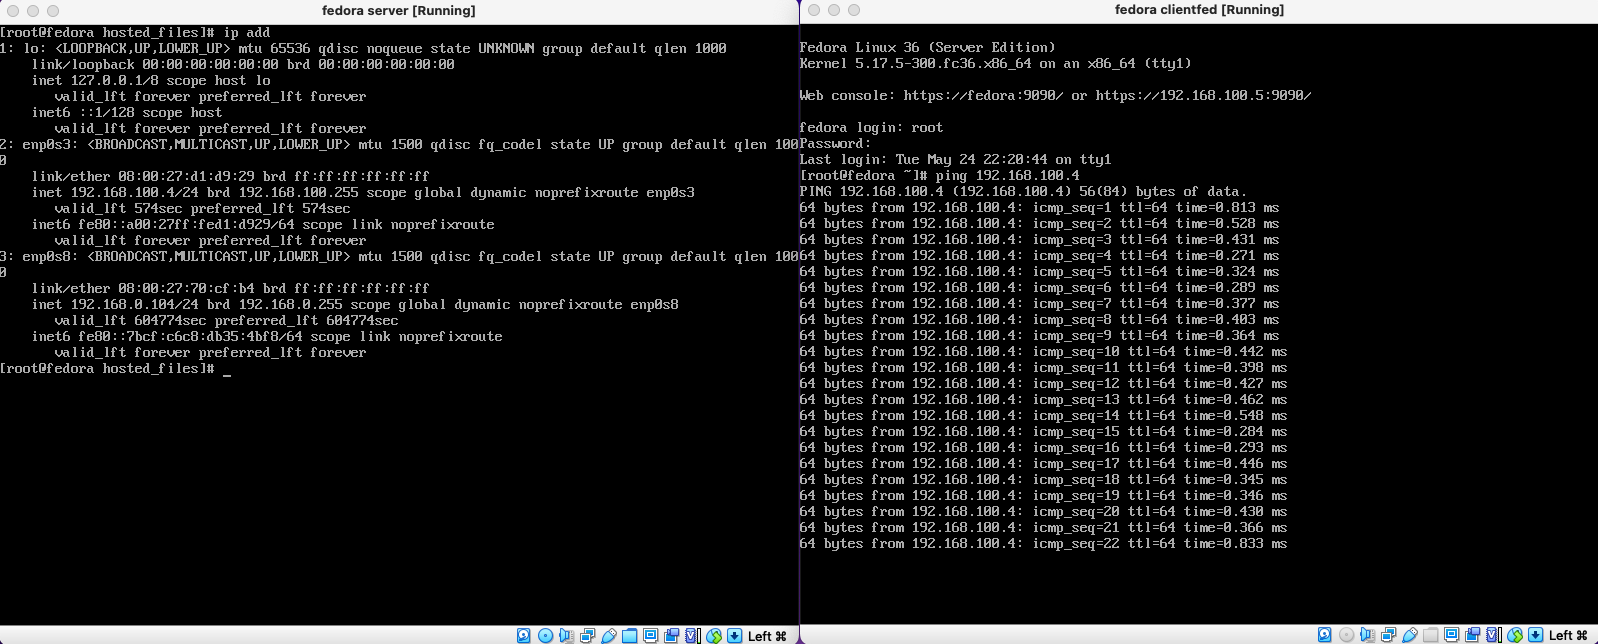 fedora server [Running]
[root@fedora hosted_files]# ip add
1: lo: <LOOPBACK,UP,LOWER_UP> mtu 65536 qdisc noqueue state UNKNOWN group default qlen 1000
    link/loopback 00:00:00:00:00:00 brd 00:00:00:00:00:00
    inet 127.0.0.1/8 scope host lo
       valid_lft forever preferred_lft forever
    inet6 ::1/128 scope host
       valid_lft forever preferred_lft forever
2: enp0s3: <BROADCAST,MULTICAST,UP,LOWER_UP> mtu 1500 qdisc fq_codel state UP group default qlen 100
0
    link/ether 08:00:27:d1:d9:29 brd ff:ff:ff:ff:ff:ff
    inet 192.168.100.4/24 brd 192.168.100.255 scope global dynamic noprefixroute enp0s3
       valid_lft 574sec preferred_lft 574sec
    inet6 fe80::a00:27ff:fed1:d929/64 scope link noprefixroute
       valid_lft forever preferred_lft forever
3: enp0s8: <BROADCAST,MULTICAST,UP,LOWER_UP> mtu 1500 qdisc fq_codel state UP group default qlen 100
0
    link/ether 08:00:27:70:cf:b4 brd ff:ff:ff:ff:ff:ff
    inet 192.168.0.104/24 brd 192.168.0.255 scope global dynamic noprefixroute enp0s8
       valid_lft 604774sec preferred_lft 604774sec
    inet6 fe80::7bcf:c6c8:db35:4bf8/64 scope link noprefixroute
       valid_lft forever preferred_lft forever
[root@fedora hosted_files]# _
Left ⌘
fedora clientfed [Running]
Fedora Linux 36 (Server Edition)
Kernel 5.17.5-300.fc36.x86_64 on an x86_64 (tty1)
Web console: https://fedora:9090/ or https://192.168.100.5:9090/
fedora login: root
Password:
Last login: Tue May 24 22:20:44 on tty1
[root@fedora ~]# ping 192.168.100.4
PING 192.168.100.4 (192.168.100.4) 56(84) bytes of data.
64 bytes from 192.168.100.4: icmp_seq=1 ttl=64 time=0.813 ms
64 bytes from 192.168.100.4: icmp_seq=2 ttl=64 time=0.528 ms
64 bytes from 192.168.100.4: icmp_seq=3 ttl=64 time=0.431 ms
64 bytes from 192.168.100.4: icmp_seq=4 ttl=64 time=0.271 ms
64 bytes from 192.168.100.4: icmp_seq=5 ttl=64 time=0.324 ms
64 bytes from 192.168.100.4: icmp_seq=6 ttl=64 time=0.289 ms
64 bytes from 192.168.100.4: icmp_seq=7 ttl=64 time=0.377 ms
64 bytes from 192.168.100.4: icmp_seq=8 ttl=64 time=0.403 ms
64 bytes from 192.168.100.4: icmp_seq=9 ttl=64 time=0.364 ms
64 bytes from 192.168.100.4: icmp_seq=10 ttl=64 time=0.442 ms
64 bytes from 192.168.100.4: icmp_seq=11 ttl=64 time=0.398 ms
64 bytes from 192.168.100.4: icmp_seq=12 ttl=64 time=0.427 ms
64 bytes from 192.168.100.4: icmp_seq=13 ttl=64 time=0.462 ms
64 bytes from 192.168.100.4: icmp_seq=14 ttl=64 time=0.548 ms
64 bytes from 192.168.100.4: icmp_seq=15 ttl=64 time=0.284 ms
64 bytes from 192.168.100.4: icmp_seq=16 ttl=64 time=0.293 ms
64 bytes from 192.168.100.4: icmp_seq=17 ttl=64 time=0.446 ms
64 bytes from 192.168.100.4: icmp_seq=18 ttl=64 time=0.345 ms
64 bytes from 192.168.100.4: icmp_seq=19 ttl=64 time=0.346 ms
64 bytes from 192.168.100.4: icmp_seq=20 ttl=64 time=0.430 ms
64 bytes from 192.168.100.4: icmp_seq=21 ttl=64 time=0.366 ms
64 bytes from 192.168.100.4: icmp_seq=22 ttl=64 time=0.833 ms
Left ⌘